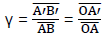 γ = A′B′/AB = OA′/OA